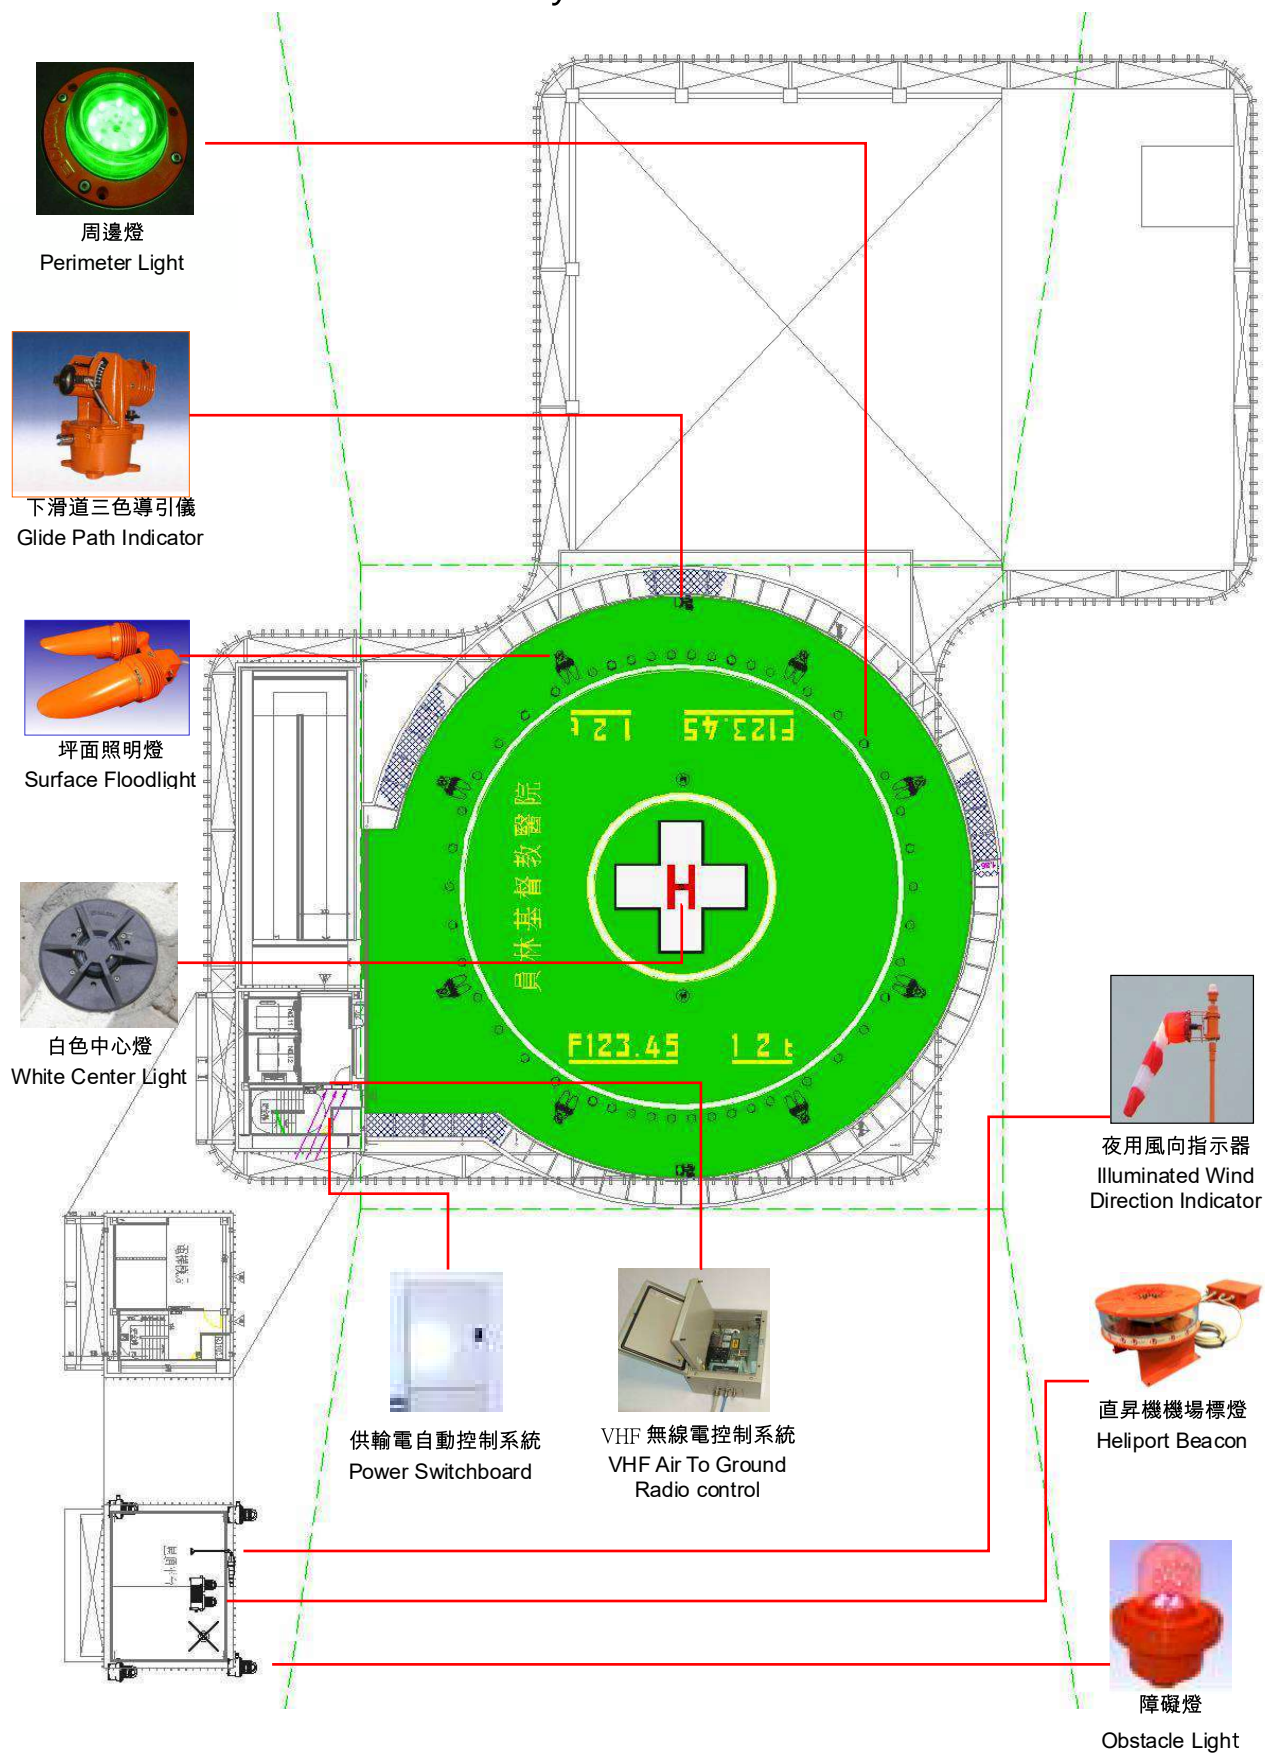 周邊燈
Perimeter Light
下滑道三色導引儀
Glide Path Indicator
坪面照明燈
Surface Floodlight
白色中心燈
White Center Light
1 2 t
F123.45
員林基督教醫院
H
F123.45
1 2 t
夜用風向指示器
Illuminated Wind
Direction Indicator
供輸電自動控制系統
Power Switchboard
VHF 無線電控制系統
VHF Air To Ground
Radio control
直昇機機場標燈
Heliport Beacon
障礙燈
Obstacle Light